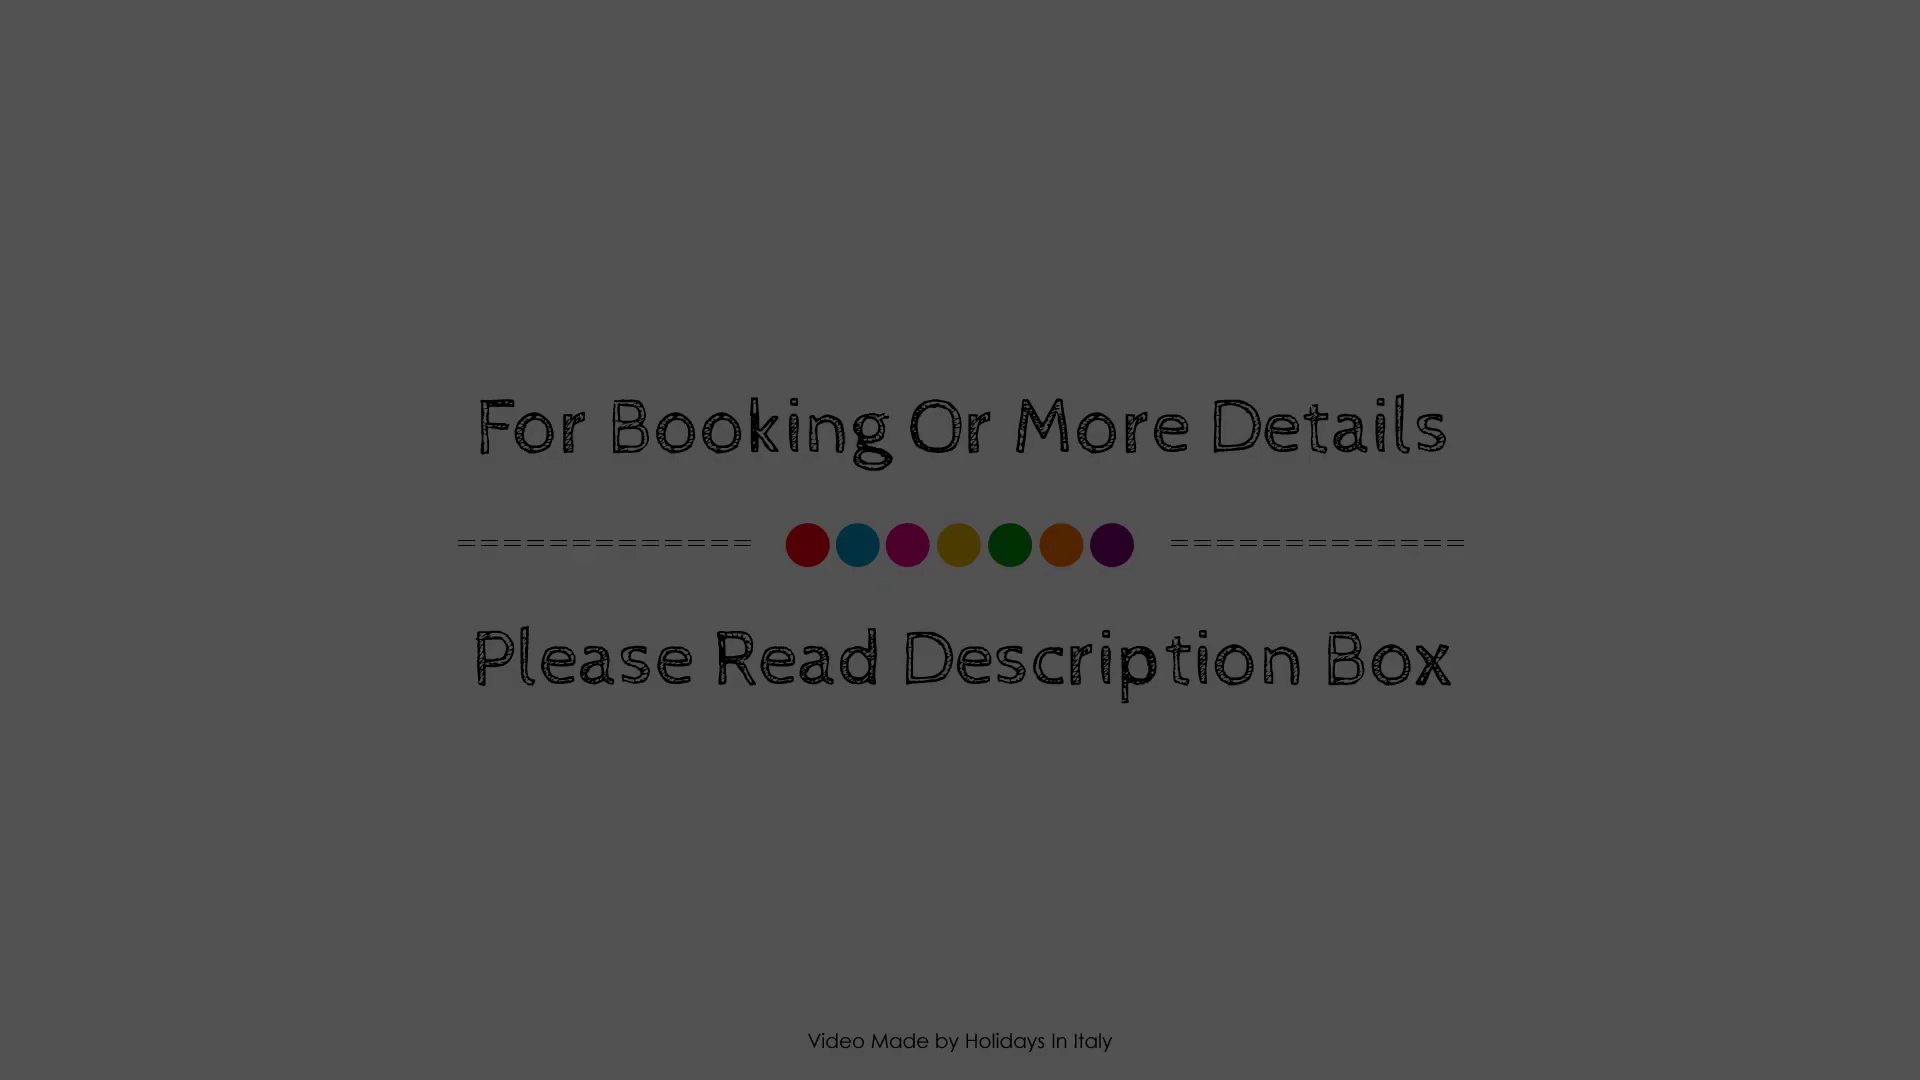 For Booking Or More Details
============= =============
Please Read Description Box
Video Made by Holidays In Italy